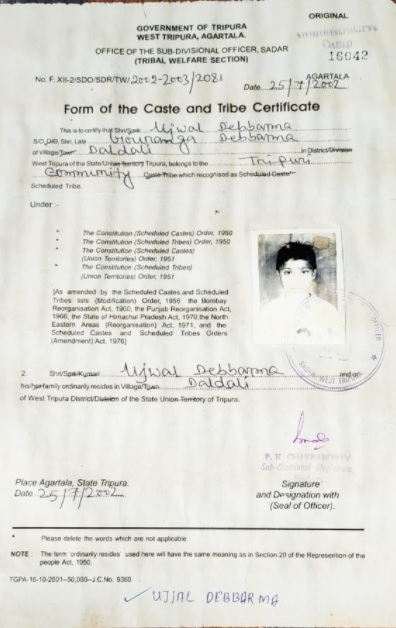 ORIGINAL
GOVERNMENT OF TRIPURA
WEST TRIPURA, AGARTALA.
OFFICE OF THE SUB-DIVISIONAL OFFICER, SADAR
(TRIBAL WELFARE SECTION)
ADMINISTRATIVE
Camp
16042
No. F. XII-2/SDO/SDR/TW/ 2002-2003/2081
AGARTALA
Date 25/7/2002
Form of the Caste and Tribe Certificate
This is to certify that Shri/Smt. Ujwal Debbarma
S/O, D/O, Shri, Late Debbarma
of Village/Town Daldali in District/Division
West Tripura of the State/Union Territory Tripura, belongs to the Tripuri
Community Caste/Tribe which recognised as Scheduled Caste/
Scheduled Tribe.
Under :-
* The Constitution (Scheduled Castes) Order, 1950
* The Constitution (Scheduled Tribes) Order, 1950
* The Constitution (Scheduled Castes)
(Union Territories) Order, 1951
* The Constitution (Scheduled Tribes)
(Union Territories) Order, 1951
[As amended by the Scheduled Castes and Scheduled
Tribes lists (Modification) Order, 1956, the Bombay
Reorganisation Act, 1960, the Punjab Reorganisation Act,
1966, the State of Himachal Pradesh Act, 1970, the North
Eastern Areas (Reorganisation) Act, 1971, and the
Scheduled Castes and Scheduled Tribes Orders
(Amendment) Act, 1976]
SADAR WEST TRIPURA
2. Shri/Smt/Kumari Ujwal Debbarma and or
his/her family ordinarily resides in Village/Town Daldali
of West Tripura District/Division of the State Union Territory of Tripura.
P. K. CHAKRABORTY
Sub-Divisional Magistrate
Place Agartala, State Tripura.
Date 25/7/2002
Signature
and Designation with
(Seal of Officer).
* Please delete the words which are not applicable.
NOTE : The term 'ordinarily resides' used here will have the same meaning as in Section 20 of the Representation of the
people Act, 1950.
TGPA-16-10-2001-50,000-J.C.No. 9360
✓ UJJAL DEBBARMA